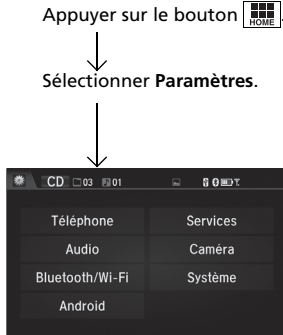 Appuyer sur le bouton HOME.
Sélectionner Paramètres.
CD 03 01
Téléphone Services
Audio Caméra
Bluetooth/Wi-Fi Système
Android